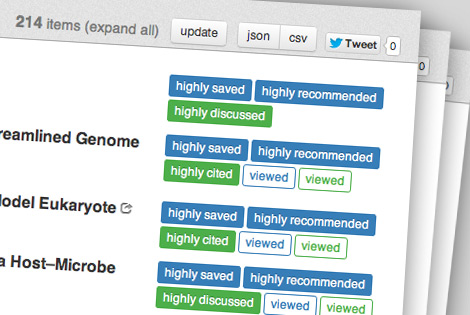 214 items (expand all) update json csv Tweet 0
highly saved highly recommended
highly discussed
reamlined Genome highly saved highly recommended
highly cited viewed viewed
odel Eukaryote highly saved highly recommended
highly cited viewed viewed
a Host–Microbe highly saved highly recommended
highly discussed viewed viewed
0